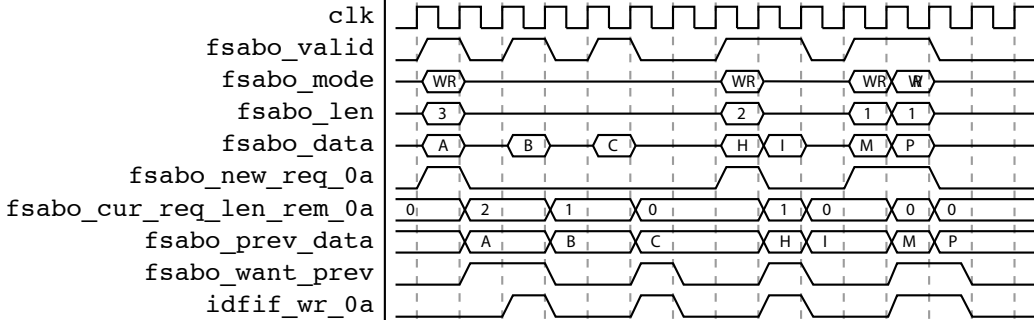 clk
fsabo_valid
fsabo_mode WR WR WR
fsabo_len 3 2 1 1
fsabo_data A B C H I M P
fsabo_new_req_0a
fsabo_cur_req_len_rem_0a 0 2 1 0 1 0 0 0
fsabo_prev_data A B C H I M P
fsabo_want_prev
idfif_wr_0a